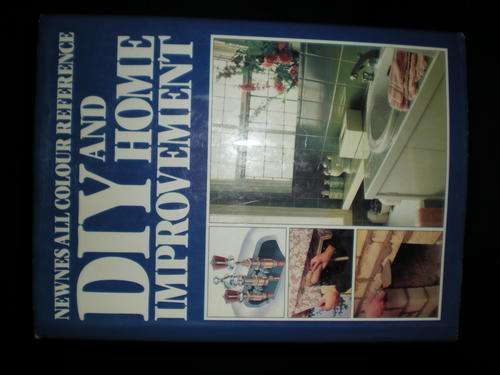 NEWNES ALL COLOUR REFERENCE
DIY AND
HOME
IMPROVEMENT